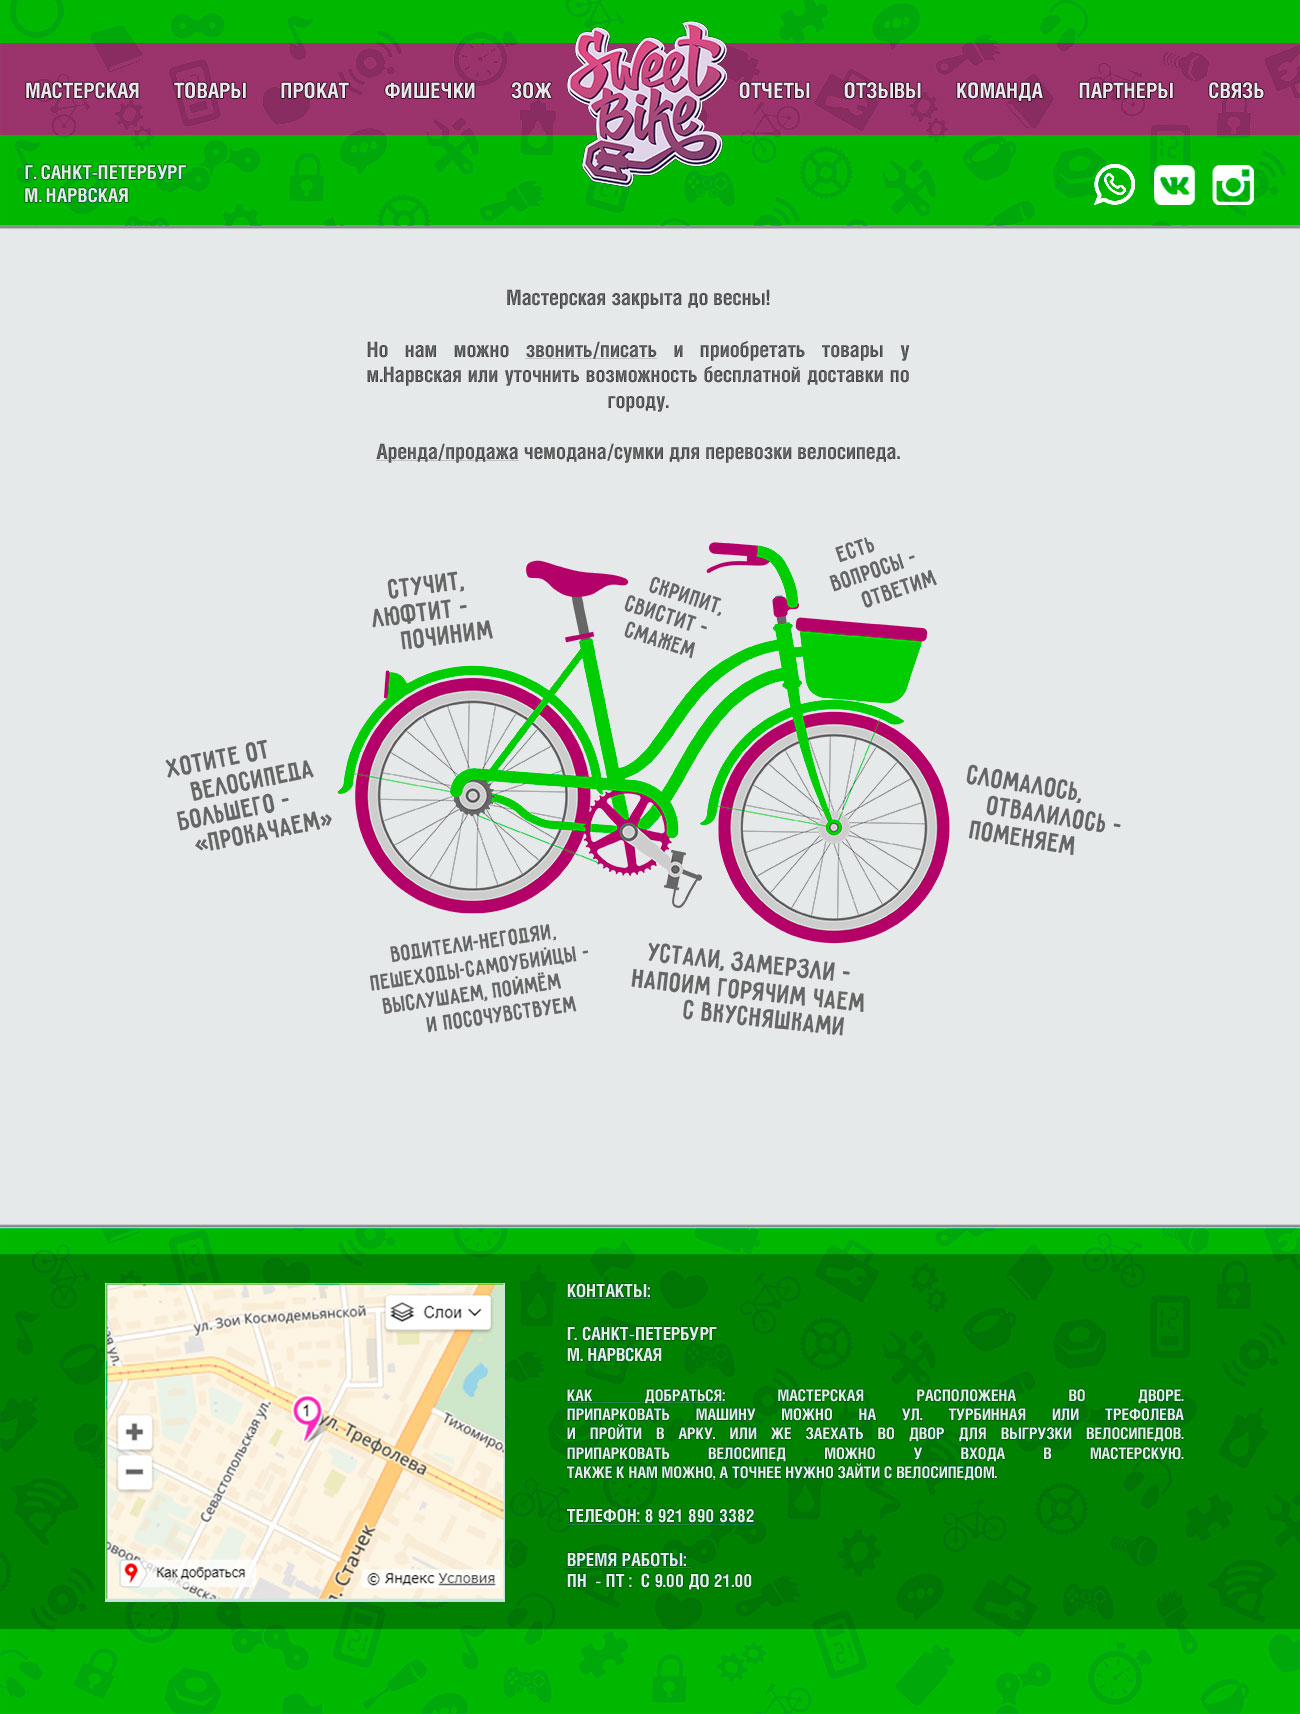 МАСТЕРСКАЯ ТОВАРЫ ПРОКАТ ФИШЕЧКИ ЗОЖ Sweet Bike ОТЧЕТЫ ОТЗЫВЫ КОМАНДА ПАРТНЕРЫ СВЯЗЬ
Г. САНКТ-ПЕТЕРБУРГ
М. НАРВСКАЯ
Мастерская закрыта до весны!
Но нам можно звонить/писать и приобретать товары у
м.Нарвская или уточнить возможность бесплатной доставки по
городу.
Аренда/продажа чемодана/сумки для перевозки велосипеда.
СТУЧИТ,
ЛЮФТИТ -
ПОЧИНИМ
СКРИПИТ,
СВИСТИТ -
СМАЖЕМ
ЕСТЬ
ВОПРОСЫ -
ОТВЕТИМ
ХОТИТЕ ОТ
ВЕЛОСИПЕДА
БОЛЬШЕГО -
«ПРОКАЧАЕМ»
СЛОМАЛОСЬ,
ОТВАЛИЛОСЬ -
ПОМЕНЯЕМ
ВОДИТЕЛИ-НЕГОДЯИ,
ПЕШЕХОДЫ-САМОУБИЙЦЫ -
ВЫСЛУШАЕМ, ПОЙМЁМ
И ПОСОЧУВСТВУЕМ
УСТАЛИ, ЗАМЕРЗЛИ -
НАПОИМ ГОРЯЧИМ ЧАЕМ
С ВКУСНЯШКАМИ
ул. Зои Космодемьянской
Слои
1
ул. Трефолева
Севастопольская ул.
Тихоміро
. Стачек
Как добраться
© Яндекс Условия
КОНТАКТЫ:
Г. САНКТ-ПЕТЕРБУРГ
М. НАРВСКАЯ
КАК ДОБРАТЬСЯ: МАСТЕРСКАЯ РАСПОЛОЖЕНА ВО ДВОРЕ.
ПРИПАРКОВАТЬ МАШИНУ МОЖНО НА УЛ. ТУРБИННАЯ ИЛИ ТРЕФОЛЕВА
И ПРОЙТИ В АРКУ. ИЛИ ЖЕ ЗАЕХАТЬ ВО ДВОР ДЛЯ ВЫГРУЗКИ ВЕЛОСИПЕДОВ.
ПРИПАРКОВАТЬ ВЕЛОСИПЕД МОЖНО У ВХОДА В МАСТЕРСКУЮ.
ТАКЖЕ К НАМ МОЖНО, А ТОЧНЕЕ НУЖНО ЗАЙТИ С ВЕЛОСИПЕДОМ.
ТЕЛЕФОН: 8 921 890 3382
ВРЕМЯ РАБОТЫ:
ПН - ПТ : С 9.00 ДО 21.00